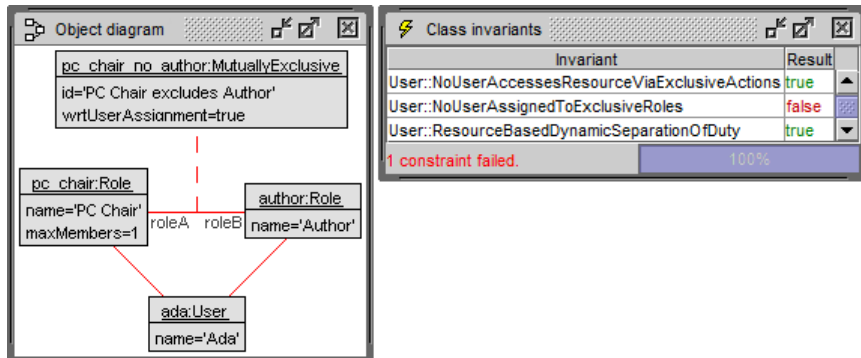 Object diagram
pc_chair_no_author:MutuallyExclusive
id='PC Chair excludes Author'
wrtUserAssignment=true
pc_chair:Role
name='PC Chair'
maxMembers=1
roleA
roleB
author:Role
name='Author'
ada:User
name='Ada'
Class invariants
Invariant Result
User::NoUserAccessesResourceViaExclusiveActions true
User::NoUserAssignedToExclusiveRoles false
User::ResourceBasedDynamicSeparationOfDuty true
1 constraint failed. 100%